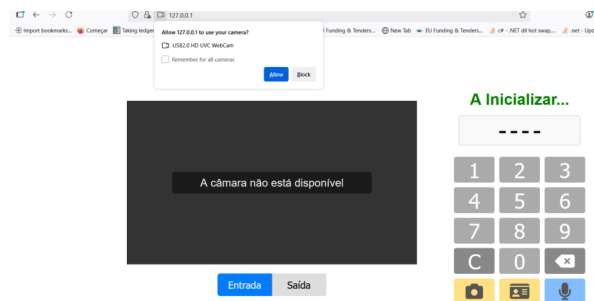 127.0.0.1
Import bookmarks... Começar Taking ledger
Funding & Tenders... New Tab EU Funding & Tenders... c# - .NET dll hot swap,... .net - Upd
Allow 127.0.0.1 to use your camera?
USB2.0 HD UVC WebCam
Remember for all cameras
Allow Block
A câmara não está disponível
Entrada Saída
A Inicializar...
----
1 2 3
4 5 6
7 8 9
C 0